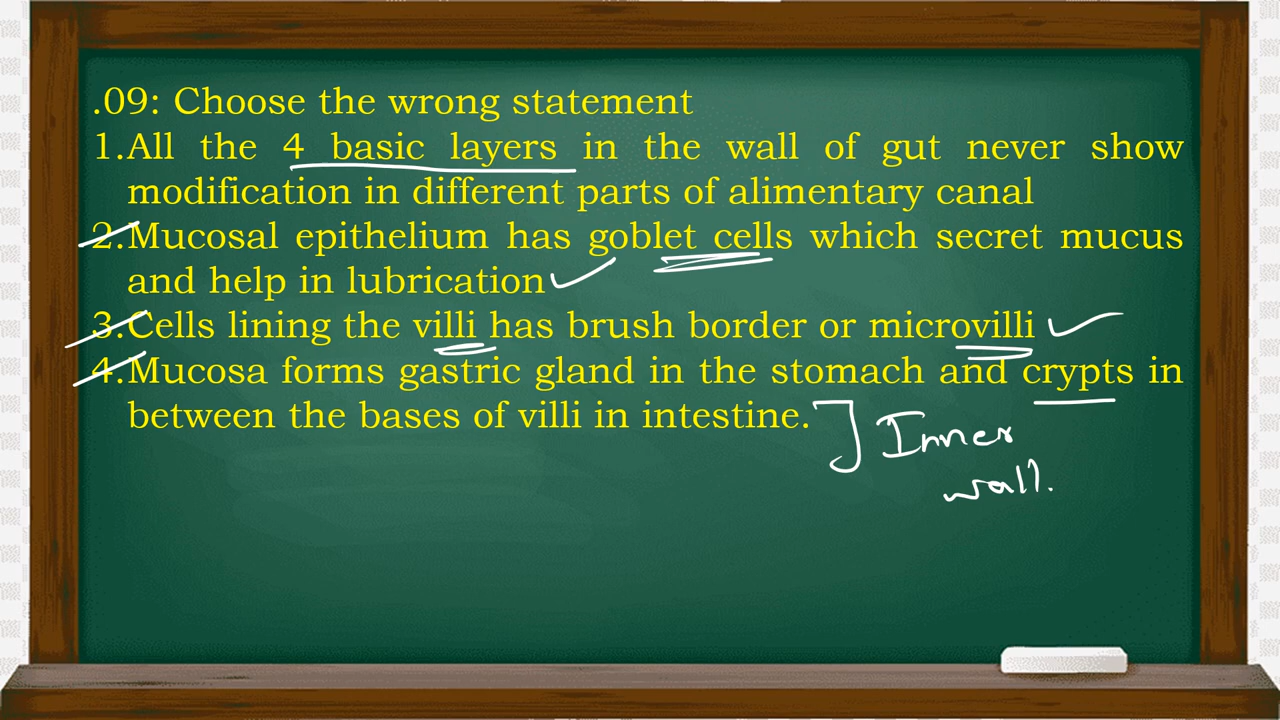 .09: Choose the wrong statement
1.All the 4 basic layers in the wall of gut never show
modification in different parts of alimentary canal
2.Mucosal epithelium has goblet cells which secret mucus
and help in lubrication
3.Cells lining the villi has brush border or microvilli
4.Mucosa forms gastric gland in the stomach and crypts in
between the bases of villi in intestine.
Inner
wall.